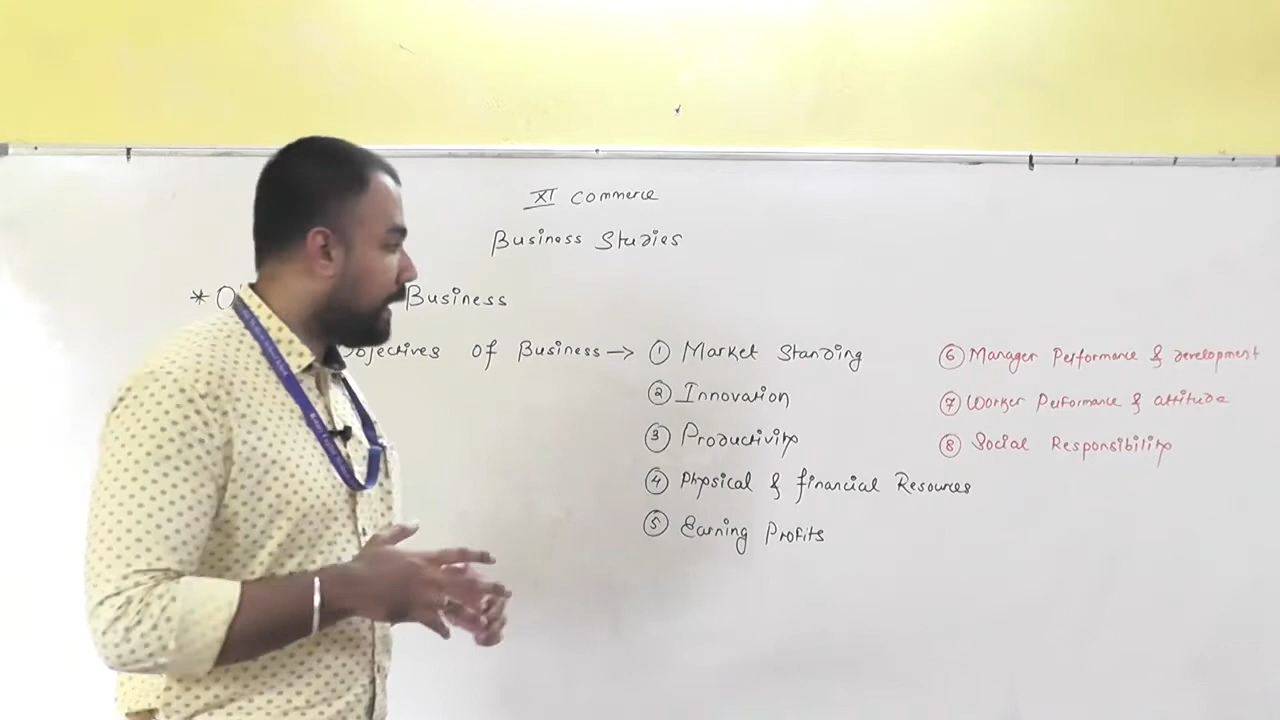 XI Commerce
Business Studies
* O Business
Objectives Of Business → ① Market Standing
② Innovation
③ Productivity
④ Physical & financial Resources
⑤ Earning Profits
⑥ Manager Performance & development
⑦ Worker Performance & attitude
⑧ Social Responsibility